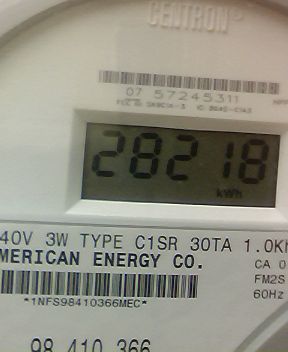 CENTRON®
07 57245311
28218
kWh
40V 3W TYPE C1SR 30TA 1.0Kh
MERICAN ENERGY CO.
CA 0
FM2S
60Hz
*1NFS98410366MEC*
98 410 366